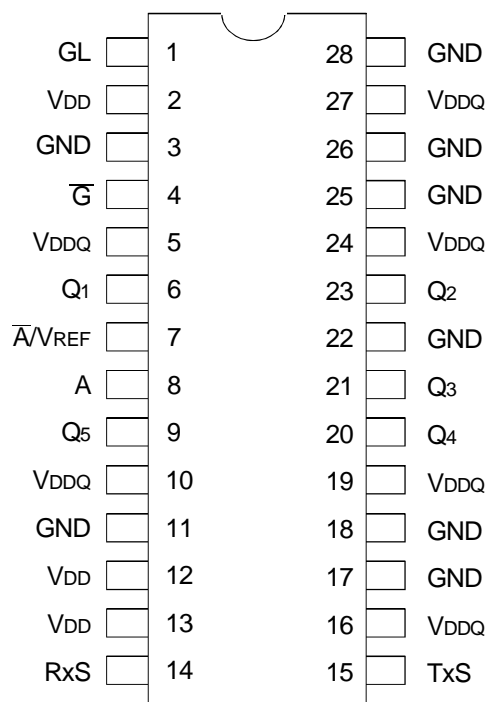 GL 1 28 GND
VDD 2 27 VDDQ
GND 3 26 GND
G̅ 4 25 GND
VDDQ 5 24 VDDQ
Q1 6 23 Q2
A̅/VREF 7 22 GND
A 8 21 Q3
Q5 9 20 Q4
VDDQ 10 19 VDDQ
GND 11 18 GND
VDD 12 17 GND
VDD 13 16 VDDQ
RxS 14 15 TxS